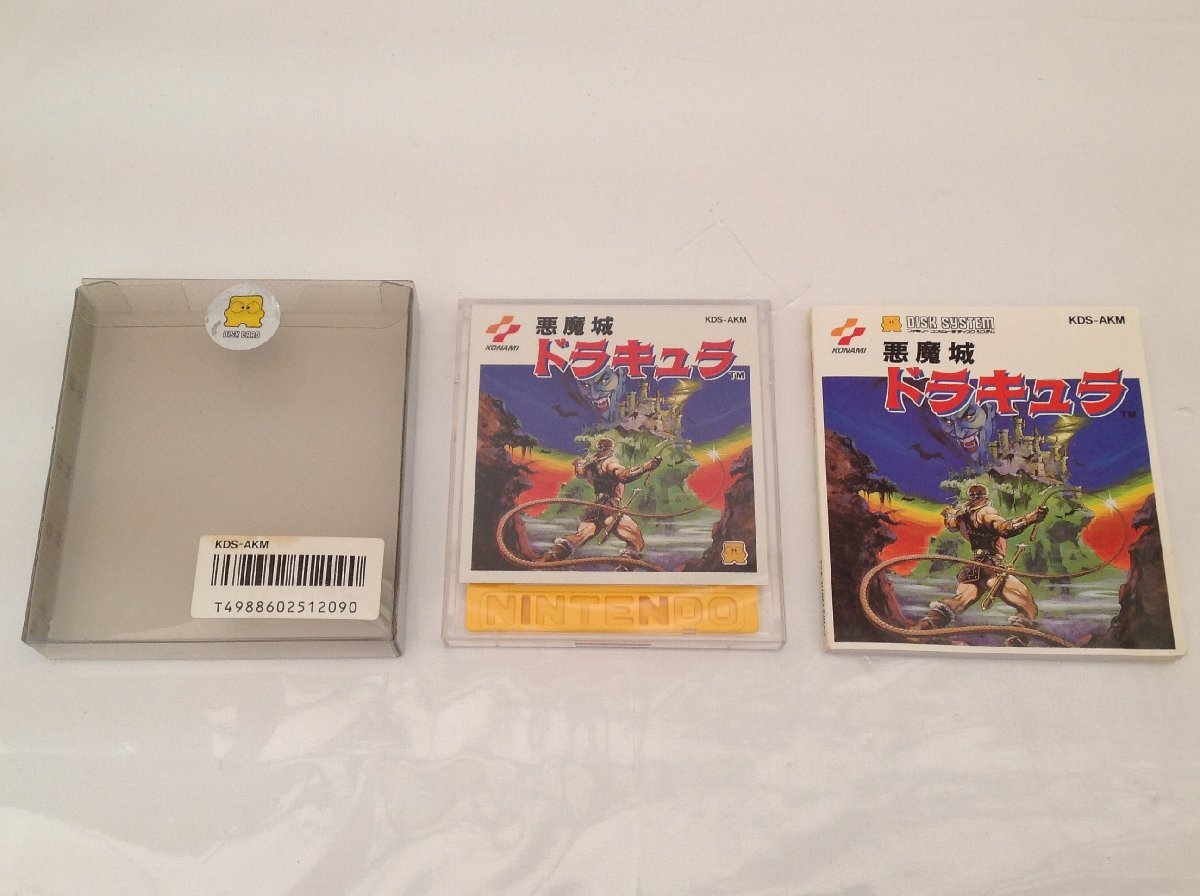 DISK CARD
KDS-AKM
T4988602512090
KONAMI
KDS-AKM
悪魔城
ドラキュラ
TM
NINTENDO
KONAMI
DISK SYSTEM
KDS-AKM
悪魔城
ドラキュラ
TM